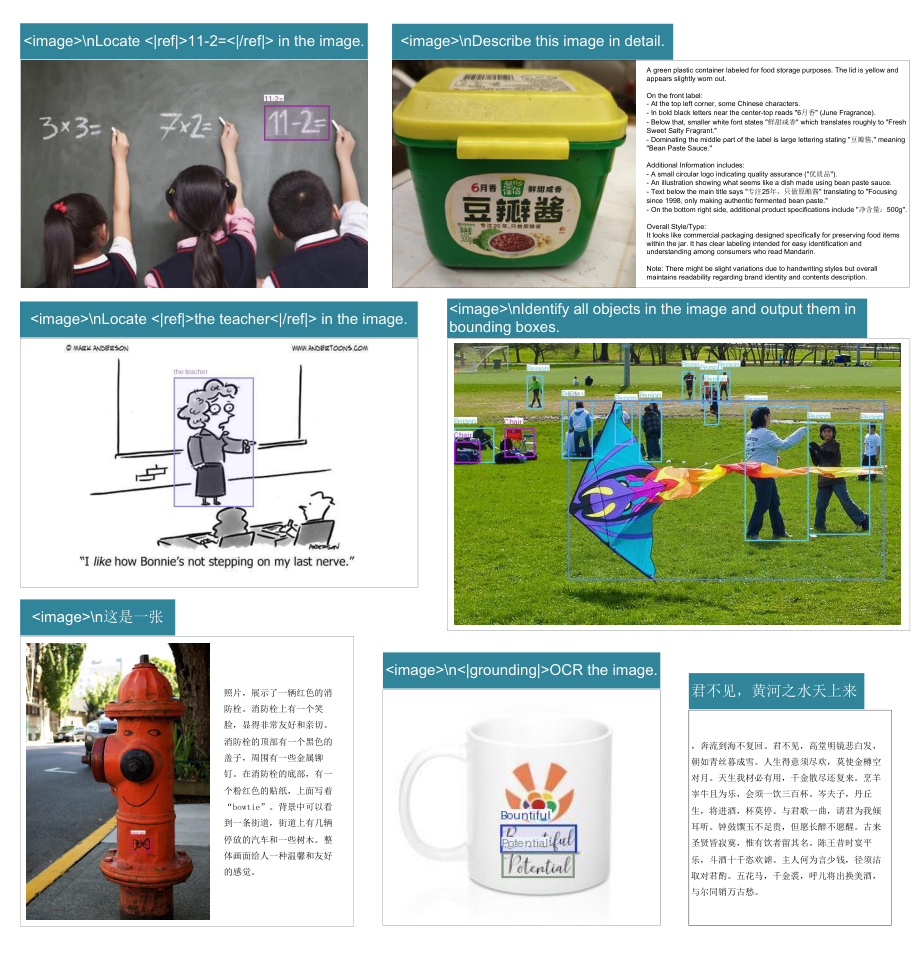 <image>\nLocate <|ref|>11-2=<|/ref|> in the image.
11-2=
3×3=
7×2=
11-2=
<image>\nDescribe this image in detail.
6月香
鲜甜咸香
豆瓣酱
专注25年,只做原酿酱
A green plastic container labeled for food storage purposes. The lid is yellow and
appears slightly worn out.
On the front label:
- At the top left corner, some Chinese characters.
- In bold black letters near the center-top reads "6月香" (June Fragrance).
- Below that, smaller white font states "鲜甜咸香" which translates roughly to "Fresh
Sweet Salty Fragrant."
- Dominating the middle part of the label is large lettering stating "豆瓣酱," meaning
"Bean Paste Sauce."
Additional Information includes:
- A small circular logo indicating quality assurance ("优质品").
- An illustration showing what seems like a dish made using bean paste sauce.
- Text below the main title says "专注25年, 只做原酿酱" translating to "Focusing
since 1998, only making authentic fermented bean paste."
- On the bottom right side, additional product specifications include "净含量: 500g".
Overall Style/Type:
It looks like commercial packaging designed specifically for preserving food items
within the jar. It has clear labeling intended for easy identification and
understanding among consumers who read Mandarin.
Note: There might be slight variations due to handwriting styles but overall
maintains readability regarding brand identity and contents description.
<image>\nLocate <|ref|>the teacher<|/ref|> in the image.
© MARK ANDERSON
WWW.ANDERTOONS.COM
the teacher
ANDERSON
“I like how Bonnie's not stepping on my last nerve.”
<image>\nIdentify all objects in the image and output them in
bounding boxes.
Chair
Chair
<image>\n这是一张
照片，展示了一辆红色的消
防栓。消防栓上有一个笑
脸，显得非常友好和亲切。
消防栓的顶部有一个黑色的
盖子，周围有一些金属铆
钉。在消防栓的底部，有一
个粉红色的贴纸，上面写着
“bowtie”。背景中可以看
到一条街道，街道上有几辆
停放的汽车和一些树木。整
体画面给人一种温馨和友好
的感觉。
<image>\n<|grounding|>OCR the image.
Bountiful
Potential
Potential
君不见，黄河之水天上来
，奔流到海不复回。君不见，高堂明镜悲白发，
朝如青丝暮成雪。人生得意须尽欢，莫使金樽空
对月。天生我材必有用，千金散尽还复来。烹羊
宰牛且为乐，会须一饮三百杯。岑夫子，丹丘
生，将进酒，杯莫停。与君歌一曲，请君为我倾
耳听。钟鼓馔玉不足贵，但愿长醉不愿醒。古来
圣贤皆寂寞，惟有饮者留其名。陈王昔时宴平
乐，斗酒十千恣欢谑。主人何为言少钱，径须沽
取对君酌。五花马，千金裘，呼儿将出换美酒，
与尔同销万古愁。